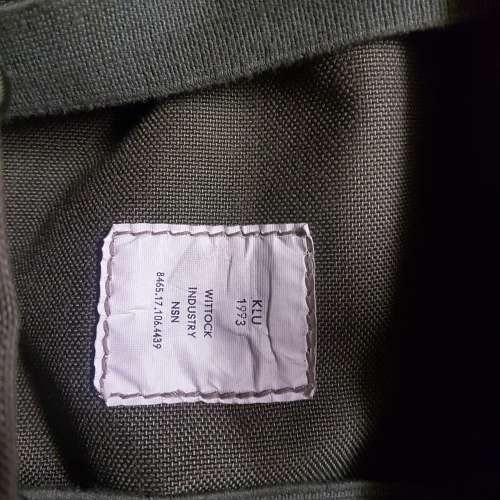 KLU
1993
WITTOCK
INDUSTRY
NSN
8465.17.106.4439